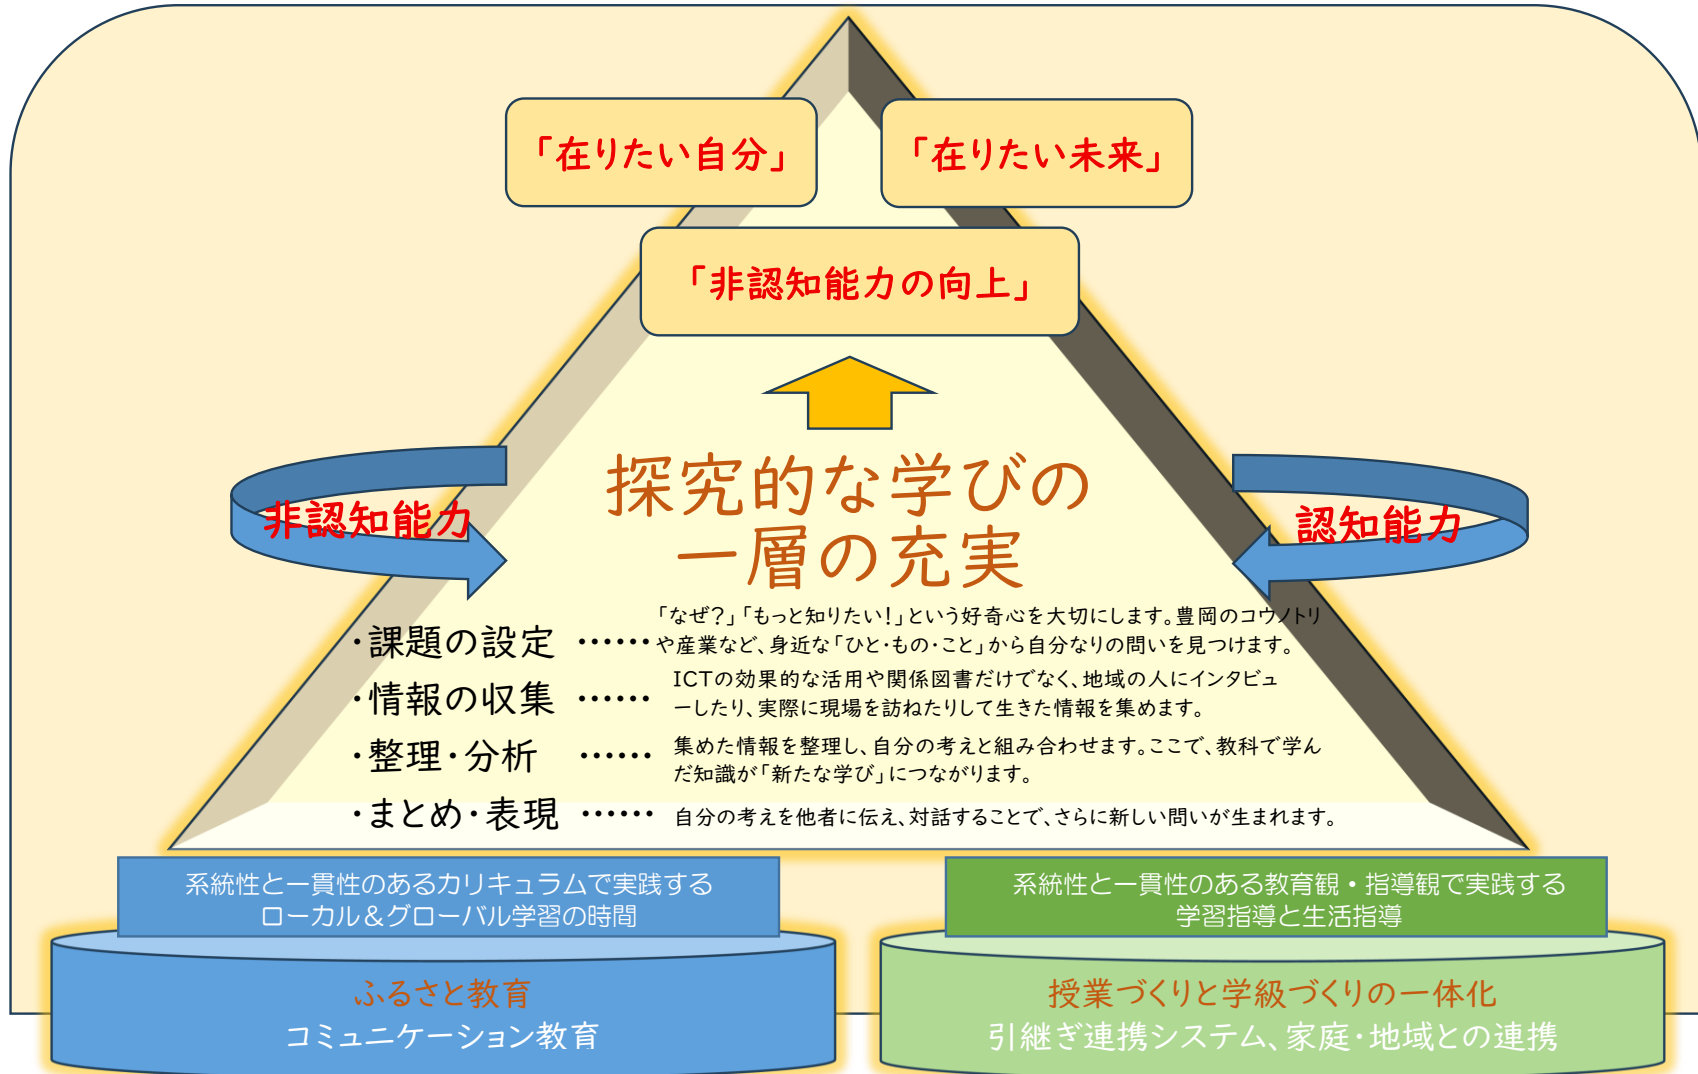 「在りたい自分」
「在りたい未来」
「非認知能力の向上」
非認知能力
認知能力
探究的な学びの
一層の充実
・課題の設定 ……
「なぜ?」「もっと知りたい!」という好奇心を大切にします。豊岡のコウノトリ
や産業など、身近な「ひと・もの・こと」から自分なりの問いを見つけます。
・情報の収集 ……
ICTの効果的な活用や関係図書だけでなく、地域の人にインタビュ
ーしたり、実際に現場を訪ねたりして生きた情報を集めます。
・整理・分析 ……
集めた情報を整理し、自分の考えと組み合わせます。ここで、教科で学ん
だ知識が「新たな学び」につながります。
・まとめ・表現 ……
自分の考えを他者に伝え、対話することで、さらに新しい問いが生まれます。
系統性と一貫性のあるカリキュラムで実践する
ローカル＆グローバル学習の時間
ふるさと教育
コミュニケーション教育
系統性と一貫性のある教育観・指導観で実践する
学習指導と生活指導
授業づくりと学級づくりの一体化
引継ぎ連携システム、家庭・地域との連携